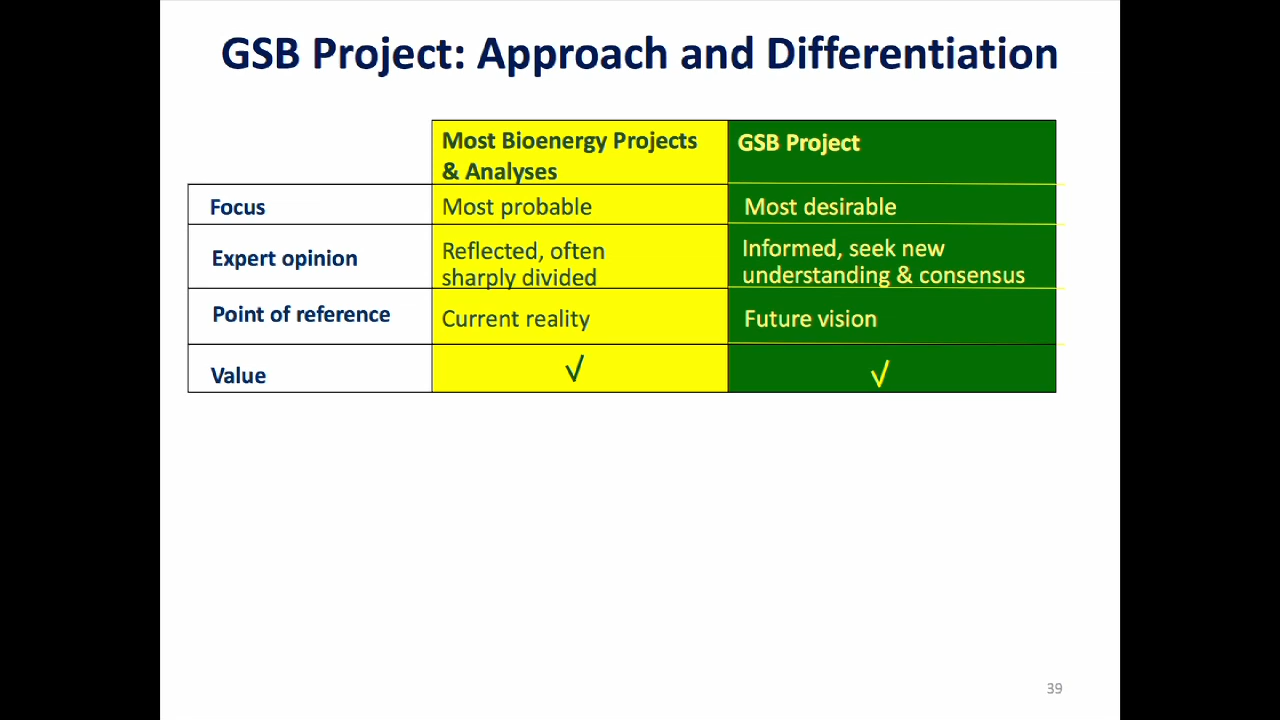 GSB Project: Approach and Differentiation
Most Bioenergy Projects
& Analyses
GSB Project
Focus
Most probable
Most desirable
Expert opinion
Reflected, often
sharply divided
Informed, seek new
understanding & consensus
Point of reference
Current reality
Future vision
Value
√
√
39